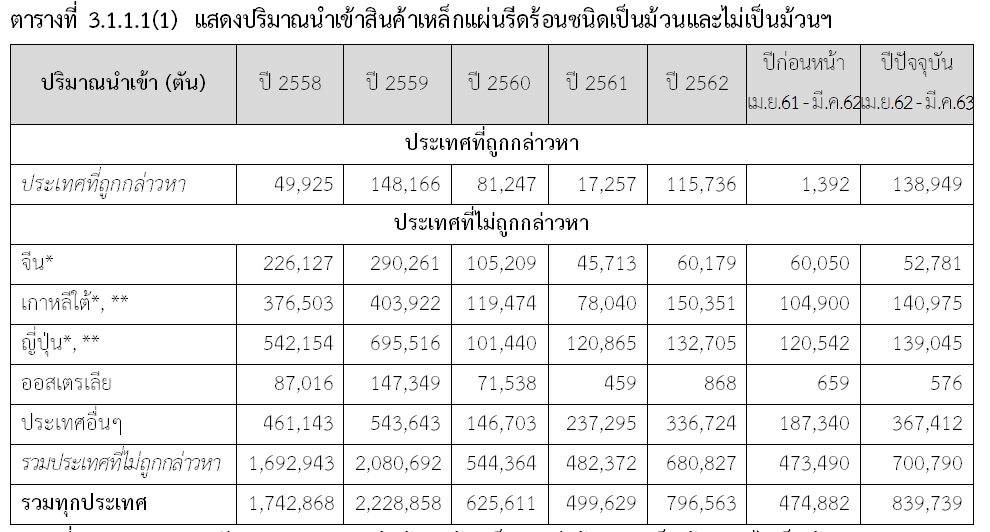 ตารางที่ 3.1.1.1(1) แสดงปริมาณนำเข้าสินค้าเหล็กแผ่นรีดร้อนชนิดเป็นม้วนและไม่เป็นม้วนฯ
ปริมาณนำเข้า (ตัน) ปี 2558 ปี 2559 ปี 2560 ปี 2561 ปี 2562 ปีก่อนหน้า ปีปัจจุบัน
เม.ย.61 - มี.ค.62 เม.ย.62 - มี.ค.63
ประเทศที่ถูกกล่าวหา
ประเทศที่ถูกกล่าวหา 49,925 148,166 81,247 17,257 115,736 1,392 138,949
ประเทศที่ไม่ถูกกล่าวหา
จีน* 226,127 290,261 105,209 45,713 60,179 60,050 52,781
เกาหลีใต้*, ** 376,503 403,922 119,474 78,040 150,351 104,900 140,975
ญี่ปุ่น*, ** 542,154 695,516 101,440 120,865 132,705 120,542 139,045
ออสเตรเลีย 87,016 147,349 71,538 459 868 659 576
ประเทศอื่นๆ 461,143 543,643 146,703 237,295 336,724 187,340 367,412
รวมประเทศที่ไม่ถูกกล่าวหา 1,692,943 2,080,692 544,364 482,372 680,827 473,490 700,790
รวมทุกประเทศ 1,742,868 2,228,858 625,611 499,629 796,563 474,882 839,739